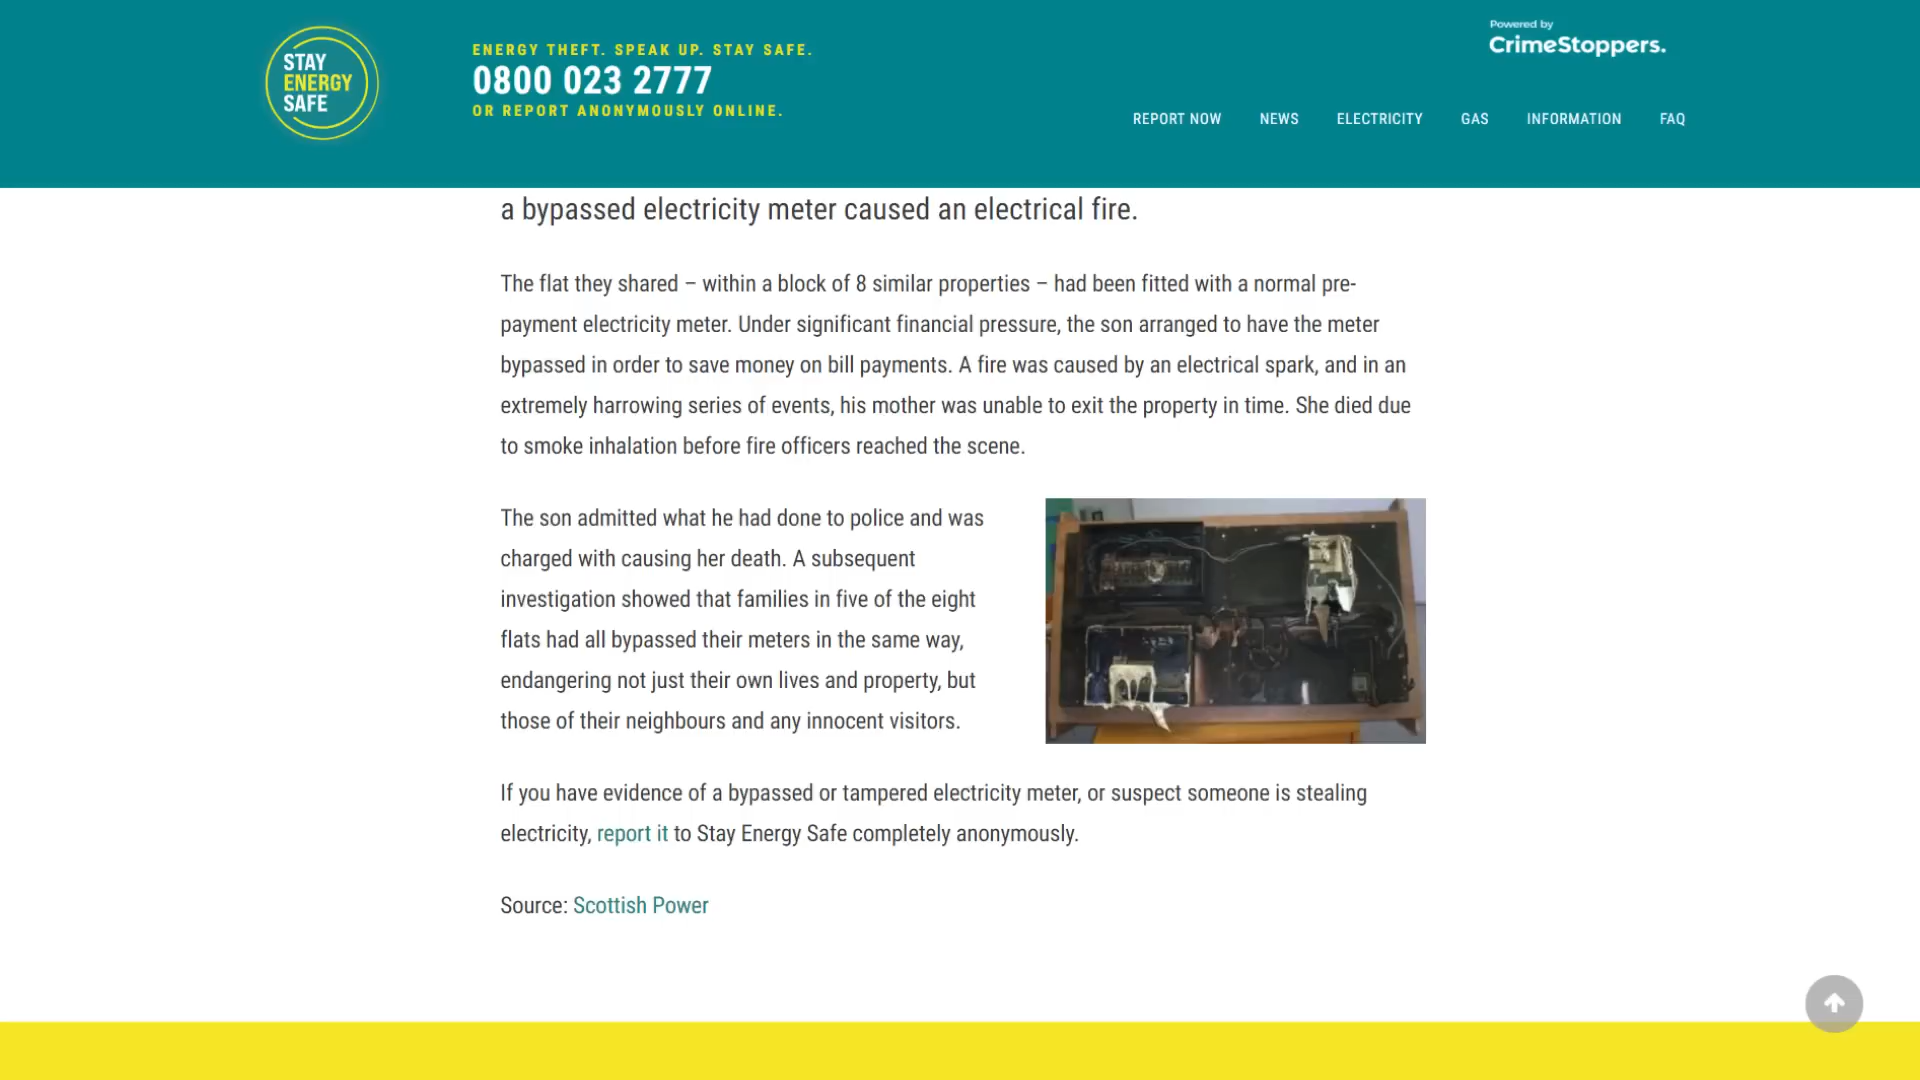 STAY
ENERGY
SAFE
ENERGY THEFT. SPEAK UP. STAY SAFE.
0800 023 2777
OR REPORT ANONYMOUSLY ONLINE.
Powered by
CrimeStoppers.
REPORT NOW NEWS ELECTRICITY GAS INFORMATION FAQ
a bypassed electricity meter caused an electrical fire.
The flat they shared – within a block of 8 similar properties – had been fitted with a normal pre-
payment electricity meter. Under significant financial pressure, the son arranged to have the meter
bypassed in order to save money on bill payments. A fire was caused by an electrical spark, and in an
extremely harrowing series of events, his mother was unable to exit the property in time. She died due
to smoke inhalation before fire officers reached the scene.
The son admitted what he had done to police and was
charged with causing her death. A subsequent
investigation showed that families in five of the eight
flats had all bypassed their meters in the same way,
endangering not just their own lives and property, but
those of their neighbours and any innocent visitors.
If you have evidence of a bypassed or tampered electricity meter, or suspect someone is stealing
electricity, report it to Stay Energy Safe completely anonymously.
Source: Scottish Power